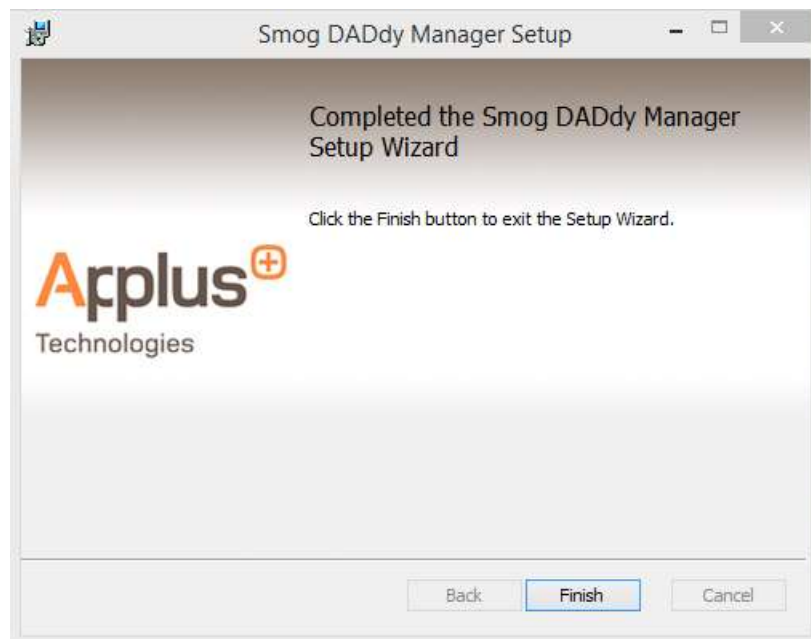 Smog DADdy Manager Setup
Completed the Smog DADdy Manager
Setup Wizard
Click the Finish button to exit the Setup Wizard.
Applus+
Technologies
Back
Finish
Cancel